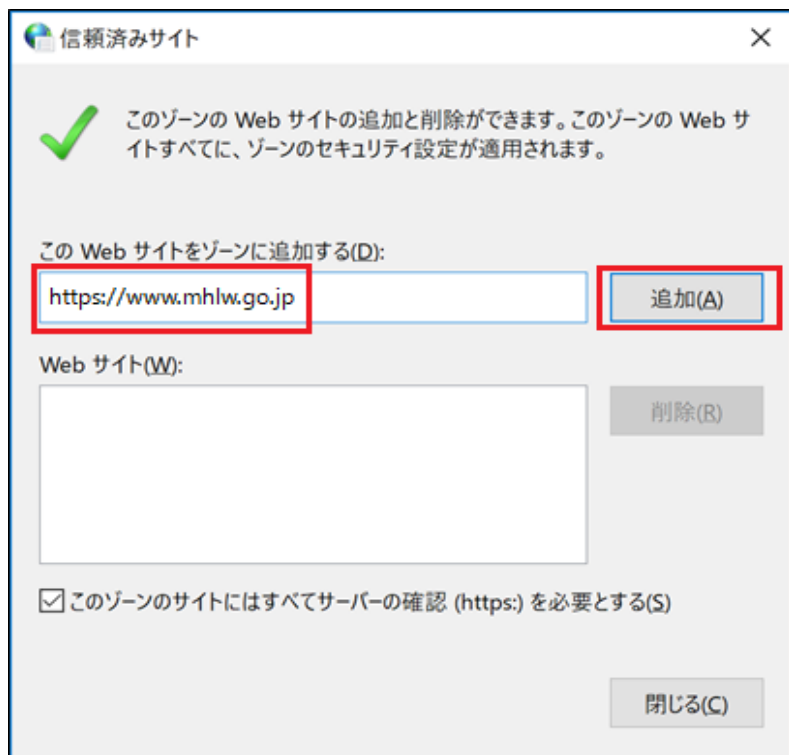 信頼済みサイト
このゾーンの Web サイトの追加と削除ができます。このゾーンの Web サ
イトすべてに、ゾーンのセキュリティ設定が適用されます。
この Web サイトをゾーンに追加する(D):
https://www.mhlw.go.jp
追加(A)
Web サイト(W):
削除(R)
このゾーンのサイトにはすべてサーバーの確認 (https:) を必要とする(S)
閉じる(C)